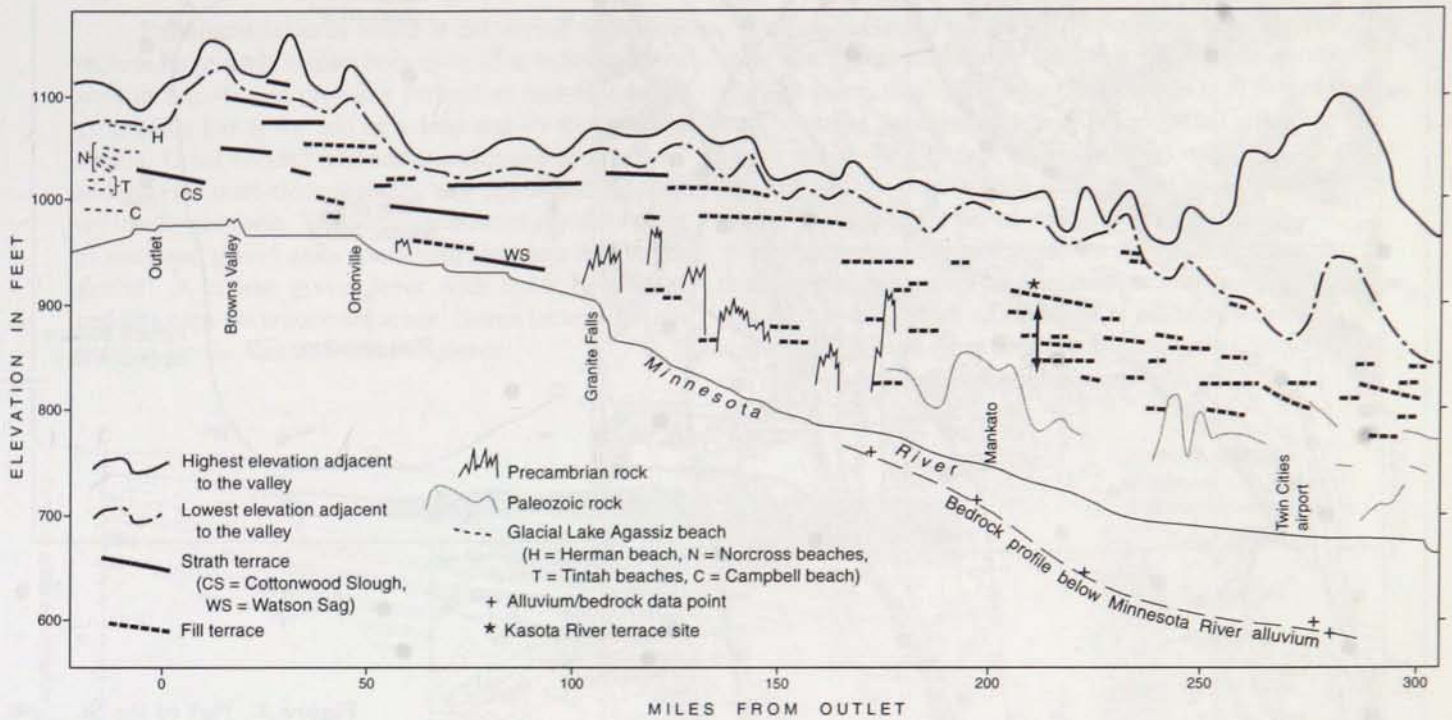 ELEVATION IN FEET
1100
1000
900
800
700
600
H
N
T
C
CS
WS
Outlet
Browns Valley
Ortonville
Granite Falls
Minnesota River
Mankato
Twin Cities
airport
Bedrock profile below Minnesota River alluvium
Highest elevation adjacent
to the valley
Lowest elevation adjacent
to the valley
Strath terrace
(CS = Cottonwood Slough,
WS = Watson Sag)
Fill terrace
Precambrian rock
Paleozoic rock
Glacial Lake Agassiz beach
(H = Herman beach, N = Norcross beaches,
T = Tintah beaches, C = Campbell beach)
+ Alluvium/bedrock data point
* Kasota River terrace site
0
50
100
150
200
250
300
MILES FROM OUTLET